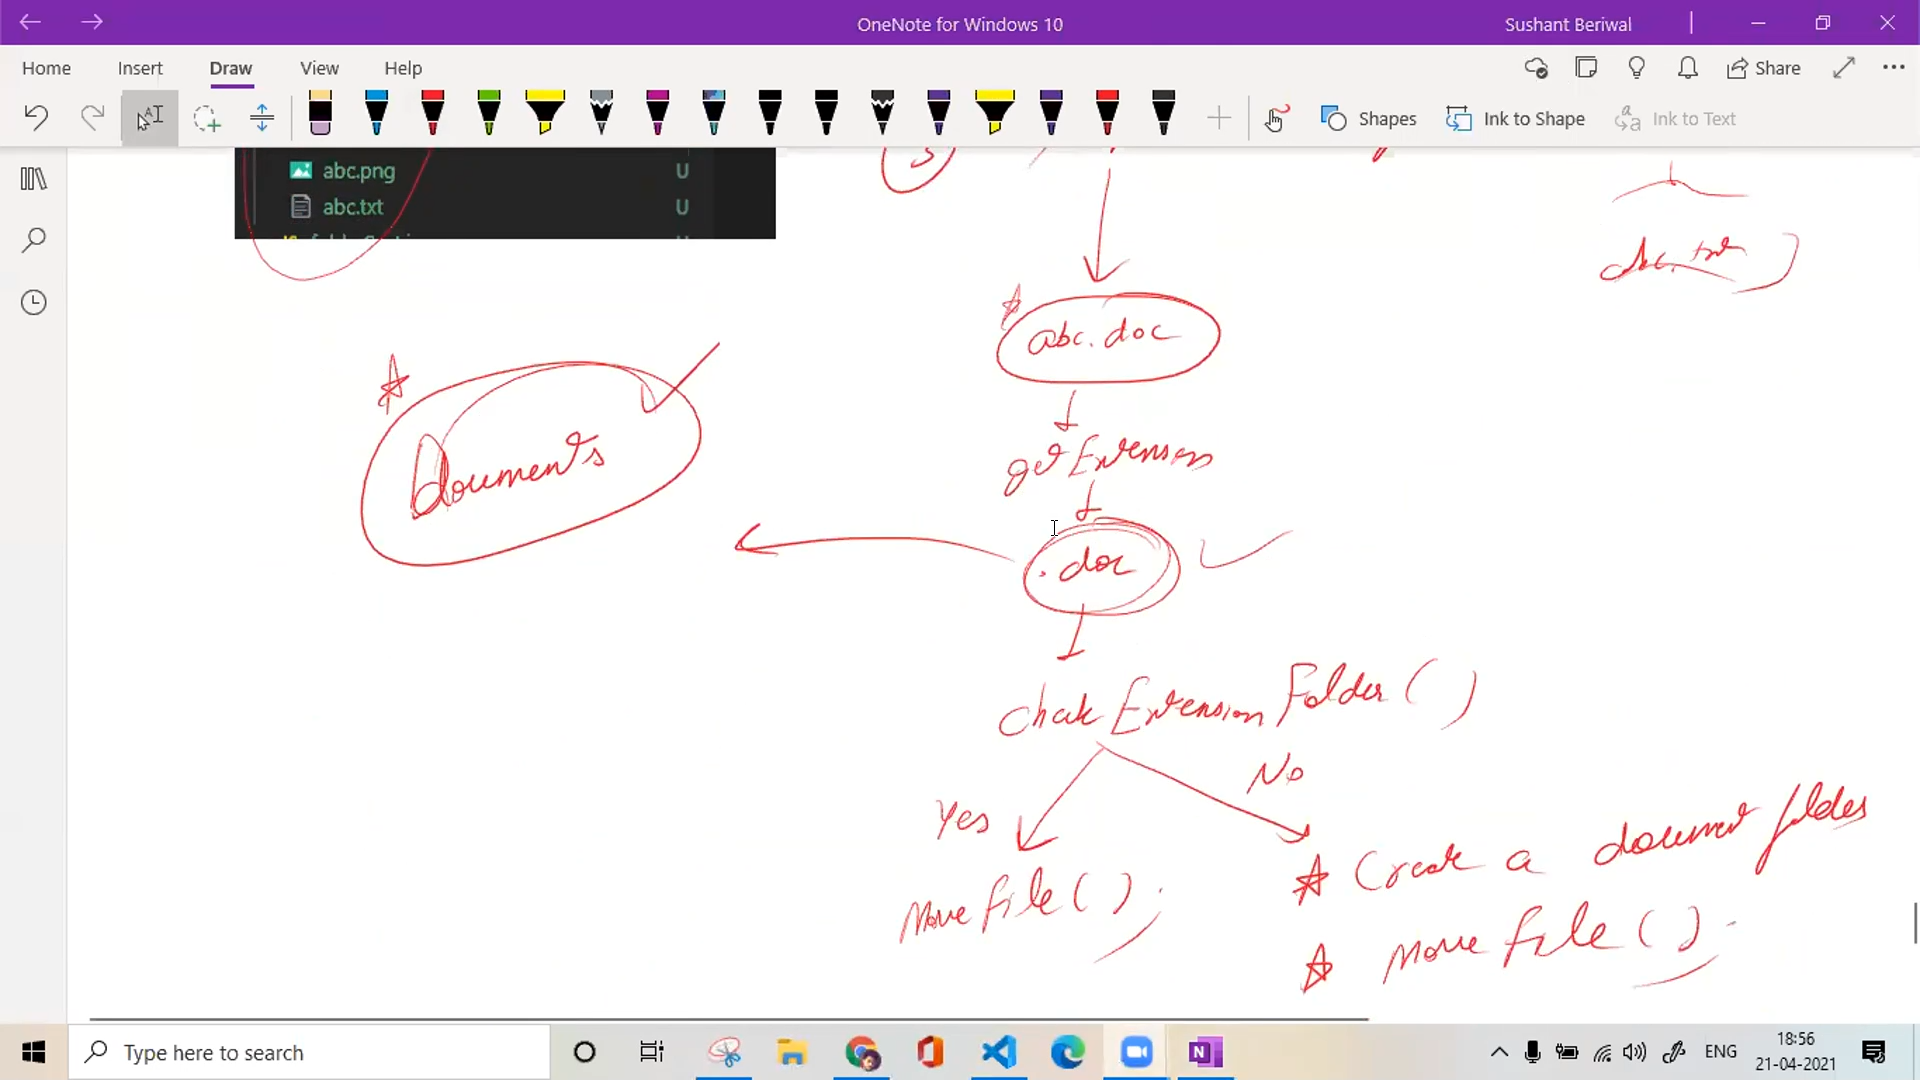 OneNote for Windows 10
Sushant Beriwal
Home Insert Draw View Help
Share
Shapes
Ink to Shape
Ink to Text
abc.png U
abc.txt U
abc.txt
abc.doc
Documents
get Extension
.doc
Extension Folder ( )
No
Yes
Create a document folder
Move file ( )
Move file ( )
Type here to search
ENG
18:56
21-04-2021